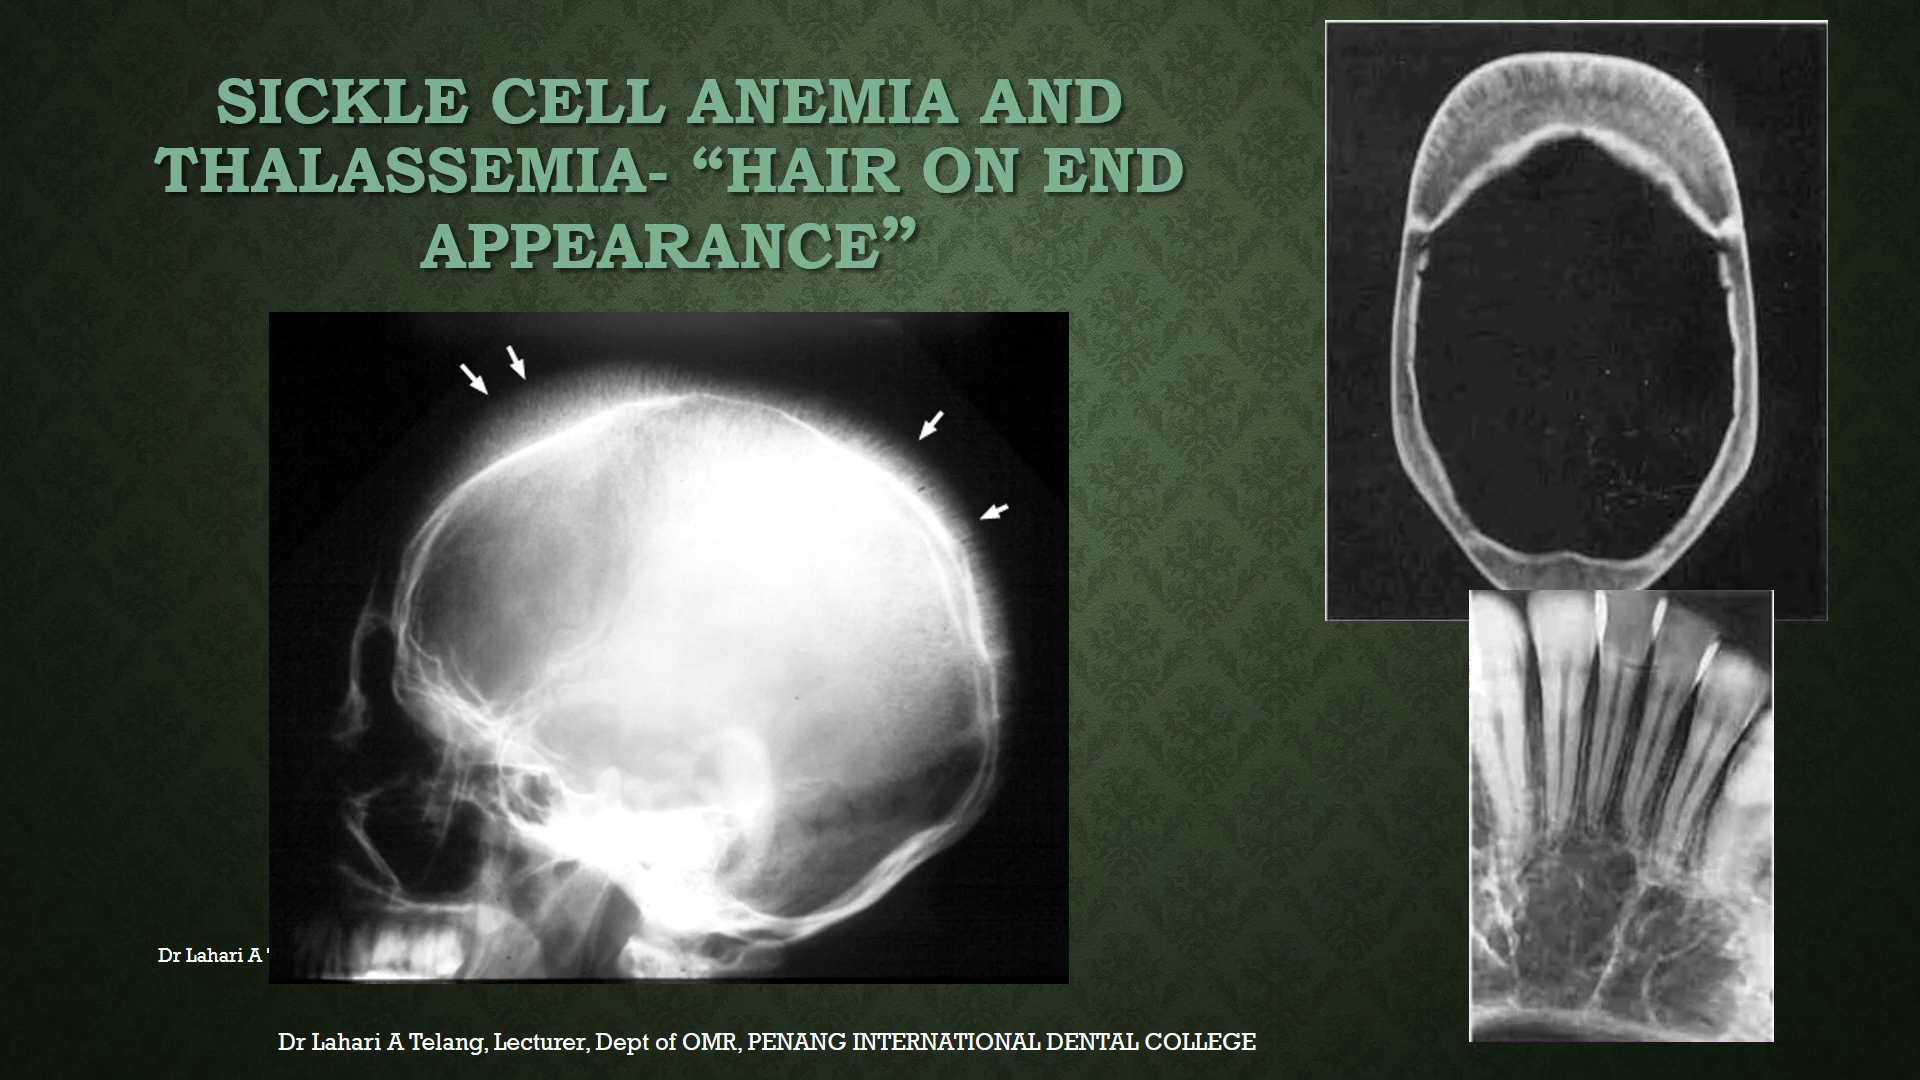 SICKLE CELL ANEMIA AND
THALASSEMIA- “HAIR ON END
APPEARANCE”
Dr Lahari A
Dr Lahari A Telang, Lecturer, Dept of OMR, PENANG INTERNATIONAL DENTAL COLLEGE